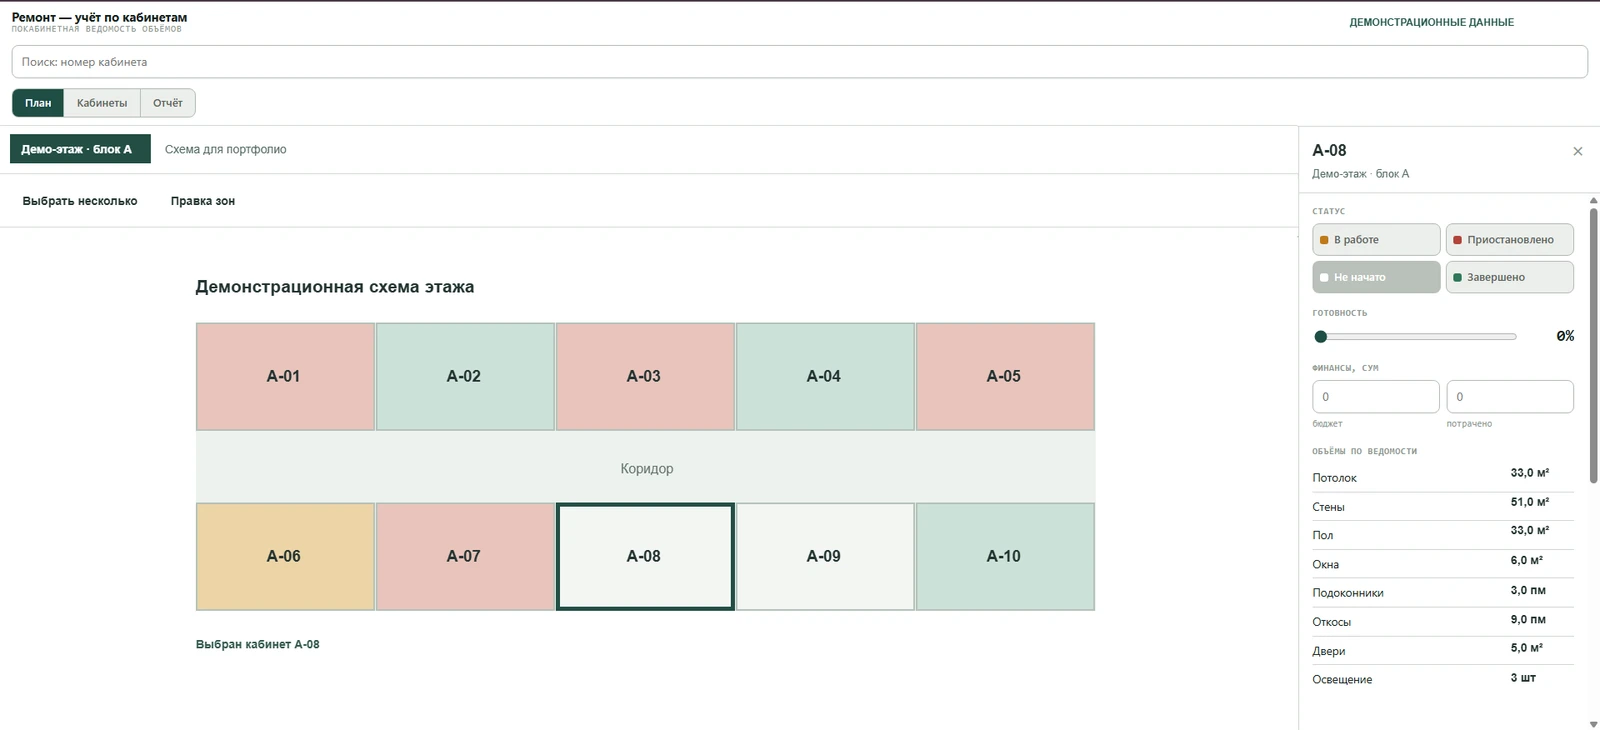 Ремонт — учёт по кабинетам
ПОКАБИНЕТНАЯ ВЕДОМОСТЬ ОБЪЁМОВ
ДЕМОНСТРАЦИОННЫЕ ДАННЫЕ
Поиск: номер кабинета
План Кабинеты Отчёт
Демо-этаж · блок А Схема для портфолио
Выбрать несколько Правка зон
Демонстрационная схема этажа
А-01 А-02 А-03 А-04 А-05
Коридор
А-06 А-07 А-08 А-09 А-10
Выбран кабинет А-08
А-08 ×
Демо-этаж · блок А
СТАТУС
В работе Приостановлено
Не начато Завершено
ГОТОВНОСТЬ
0%
ФИНАНСЫ, СУМ
0 0
бюджет потрачено
ОБЪЁМЫ ПО ВЕДОМОСТИ
Потолок 33,0 м²
Стены 51,0 м²
Пол 33,0 м²
Окна 6,0 м²
Подоконники 3,0 пм
Откосы 9,0 пм
Двери 5,0 м²
Освещение 3 шт